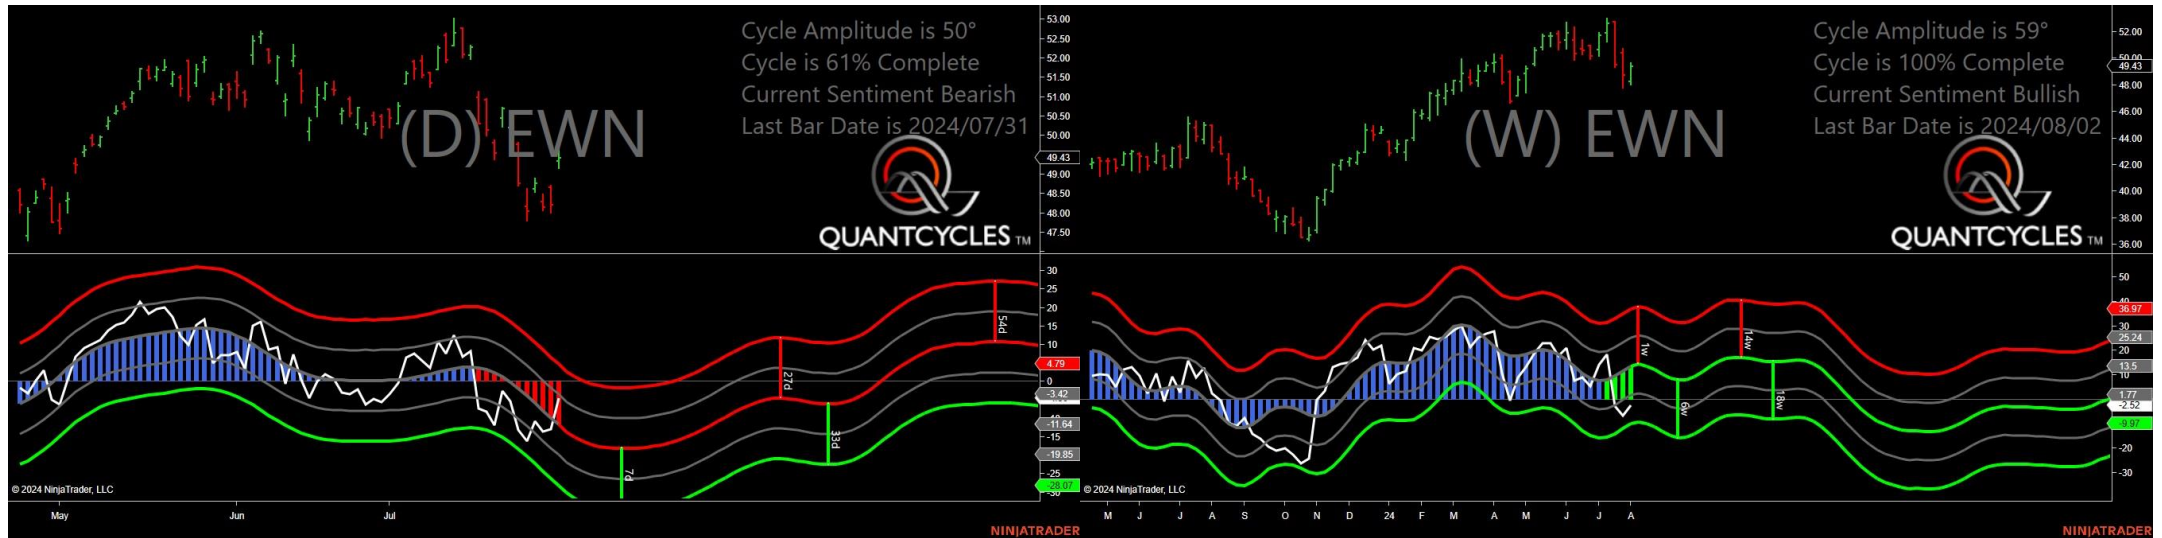 Cycle Amplitude is 50°
Cycle is 61% Complete
Current Sentiment Bearish
Last Bar Date is 2024/07/31
(D) EWN
QUANTCYCLES TM
53.00
52.50
52.00
51.50
51.00
50.50
50.00
49.43
49.00
48.50
48.00
47.50
30
25
20
15
10
4.79
0
-3.42
-11.64
-15
-19.85
-25
-28.07
-30
54d
27d
33d
7d
© 2024 NinjaTrader, LLC
May Jun Jul
NINJATRADER
Cycle Amplitude is 59°
Cycle is 100% Complete
Current Sentiment Bullish
Last Bar Date is 2024/08/02
(W) EWN
QUANTCYCLES TM
52.00
50.00
49.43
48.00
46.00
44.00
42.00
40.00
38.00
36.00
50
40
36.97
30
25.24
20
13.5
10
1.77
-2.52
-9.97
-20
-30
1w
14w
6w
18w
© 2024 NinjaTrader, LLC
M J J A S O N D 24 F M A M J J A
NINJATRADER